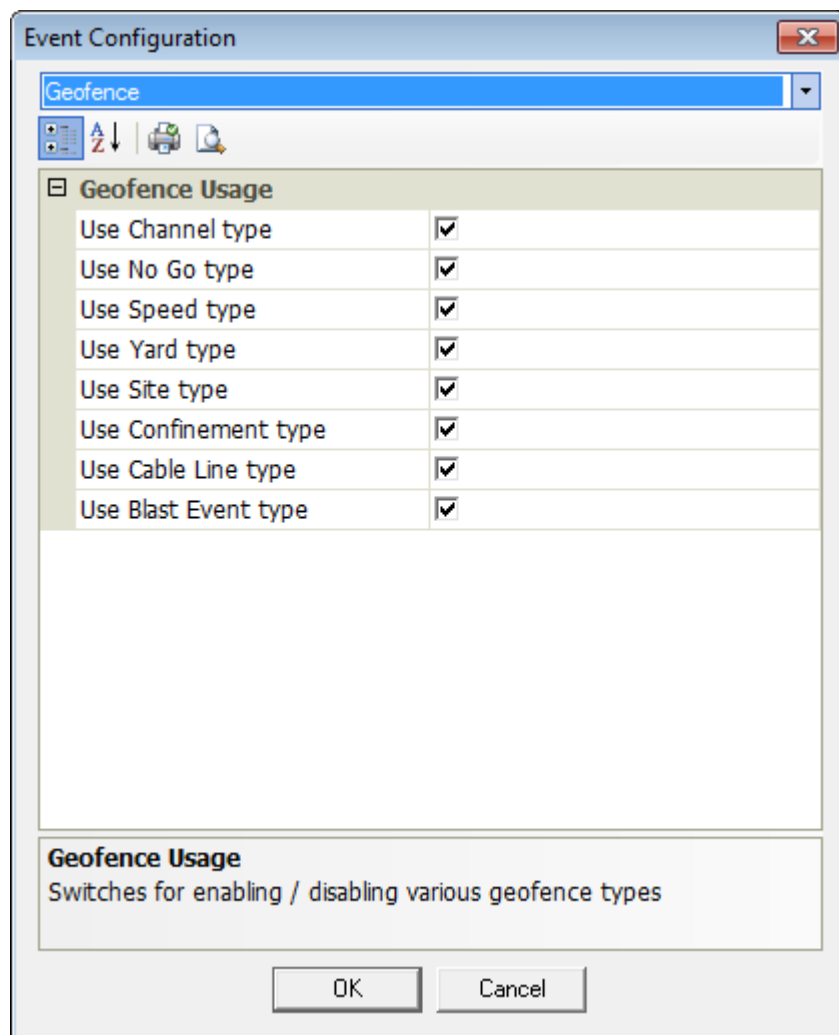 Event Configuration
Geofence
Geofence Usage
Use Channel type
Use No Go type
Use Speed type
Use Yard type
Use Site type
Use Confinement type
Use Cable Line type
Use Blast Event type
Geofence Usage
Switches for enabling / disabling various geofence types
OK Cancel